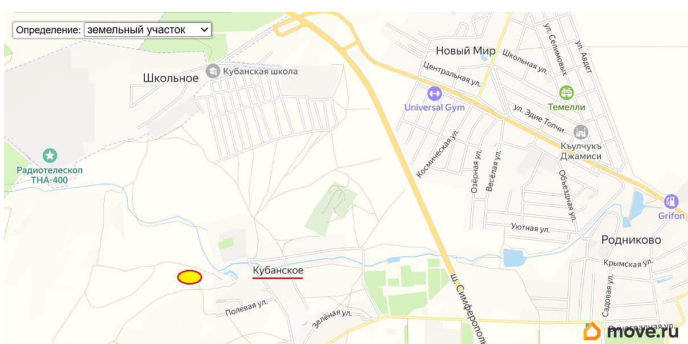 Определение: земельный участок
Новый Мир
Школьная ул.
ул. Селимовых
ул. Авдет
Школьное
Кубанская школа
Центральная ул.
Universal Gym
Темелли
ул. Эдие Топчи
Къулчукъ
Джамиси
Космическая ул.
Озёрная ул.
Весёлая ул.
Объездная ул.
Радиотелескоп
ТНА-400
Grifon
Уютная ул.
Родниково
Кубанское
Крымская ул.
Полевая ул.
Зелёная ул.
ш. Симферополь
Садовая ул.
move.ru